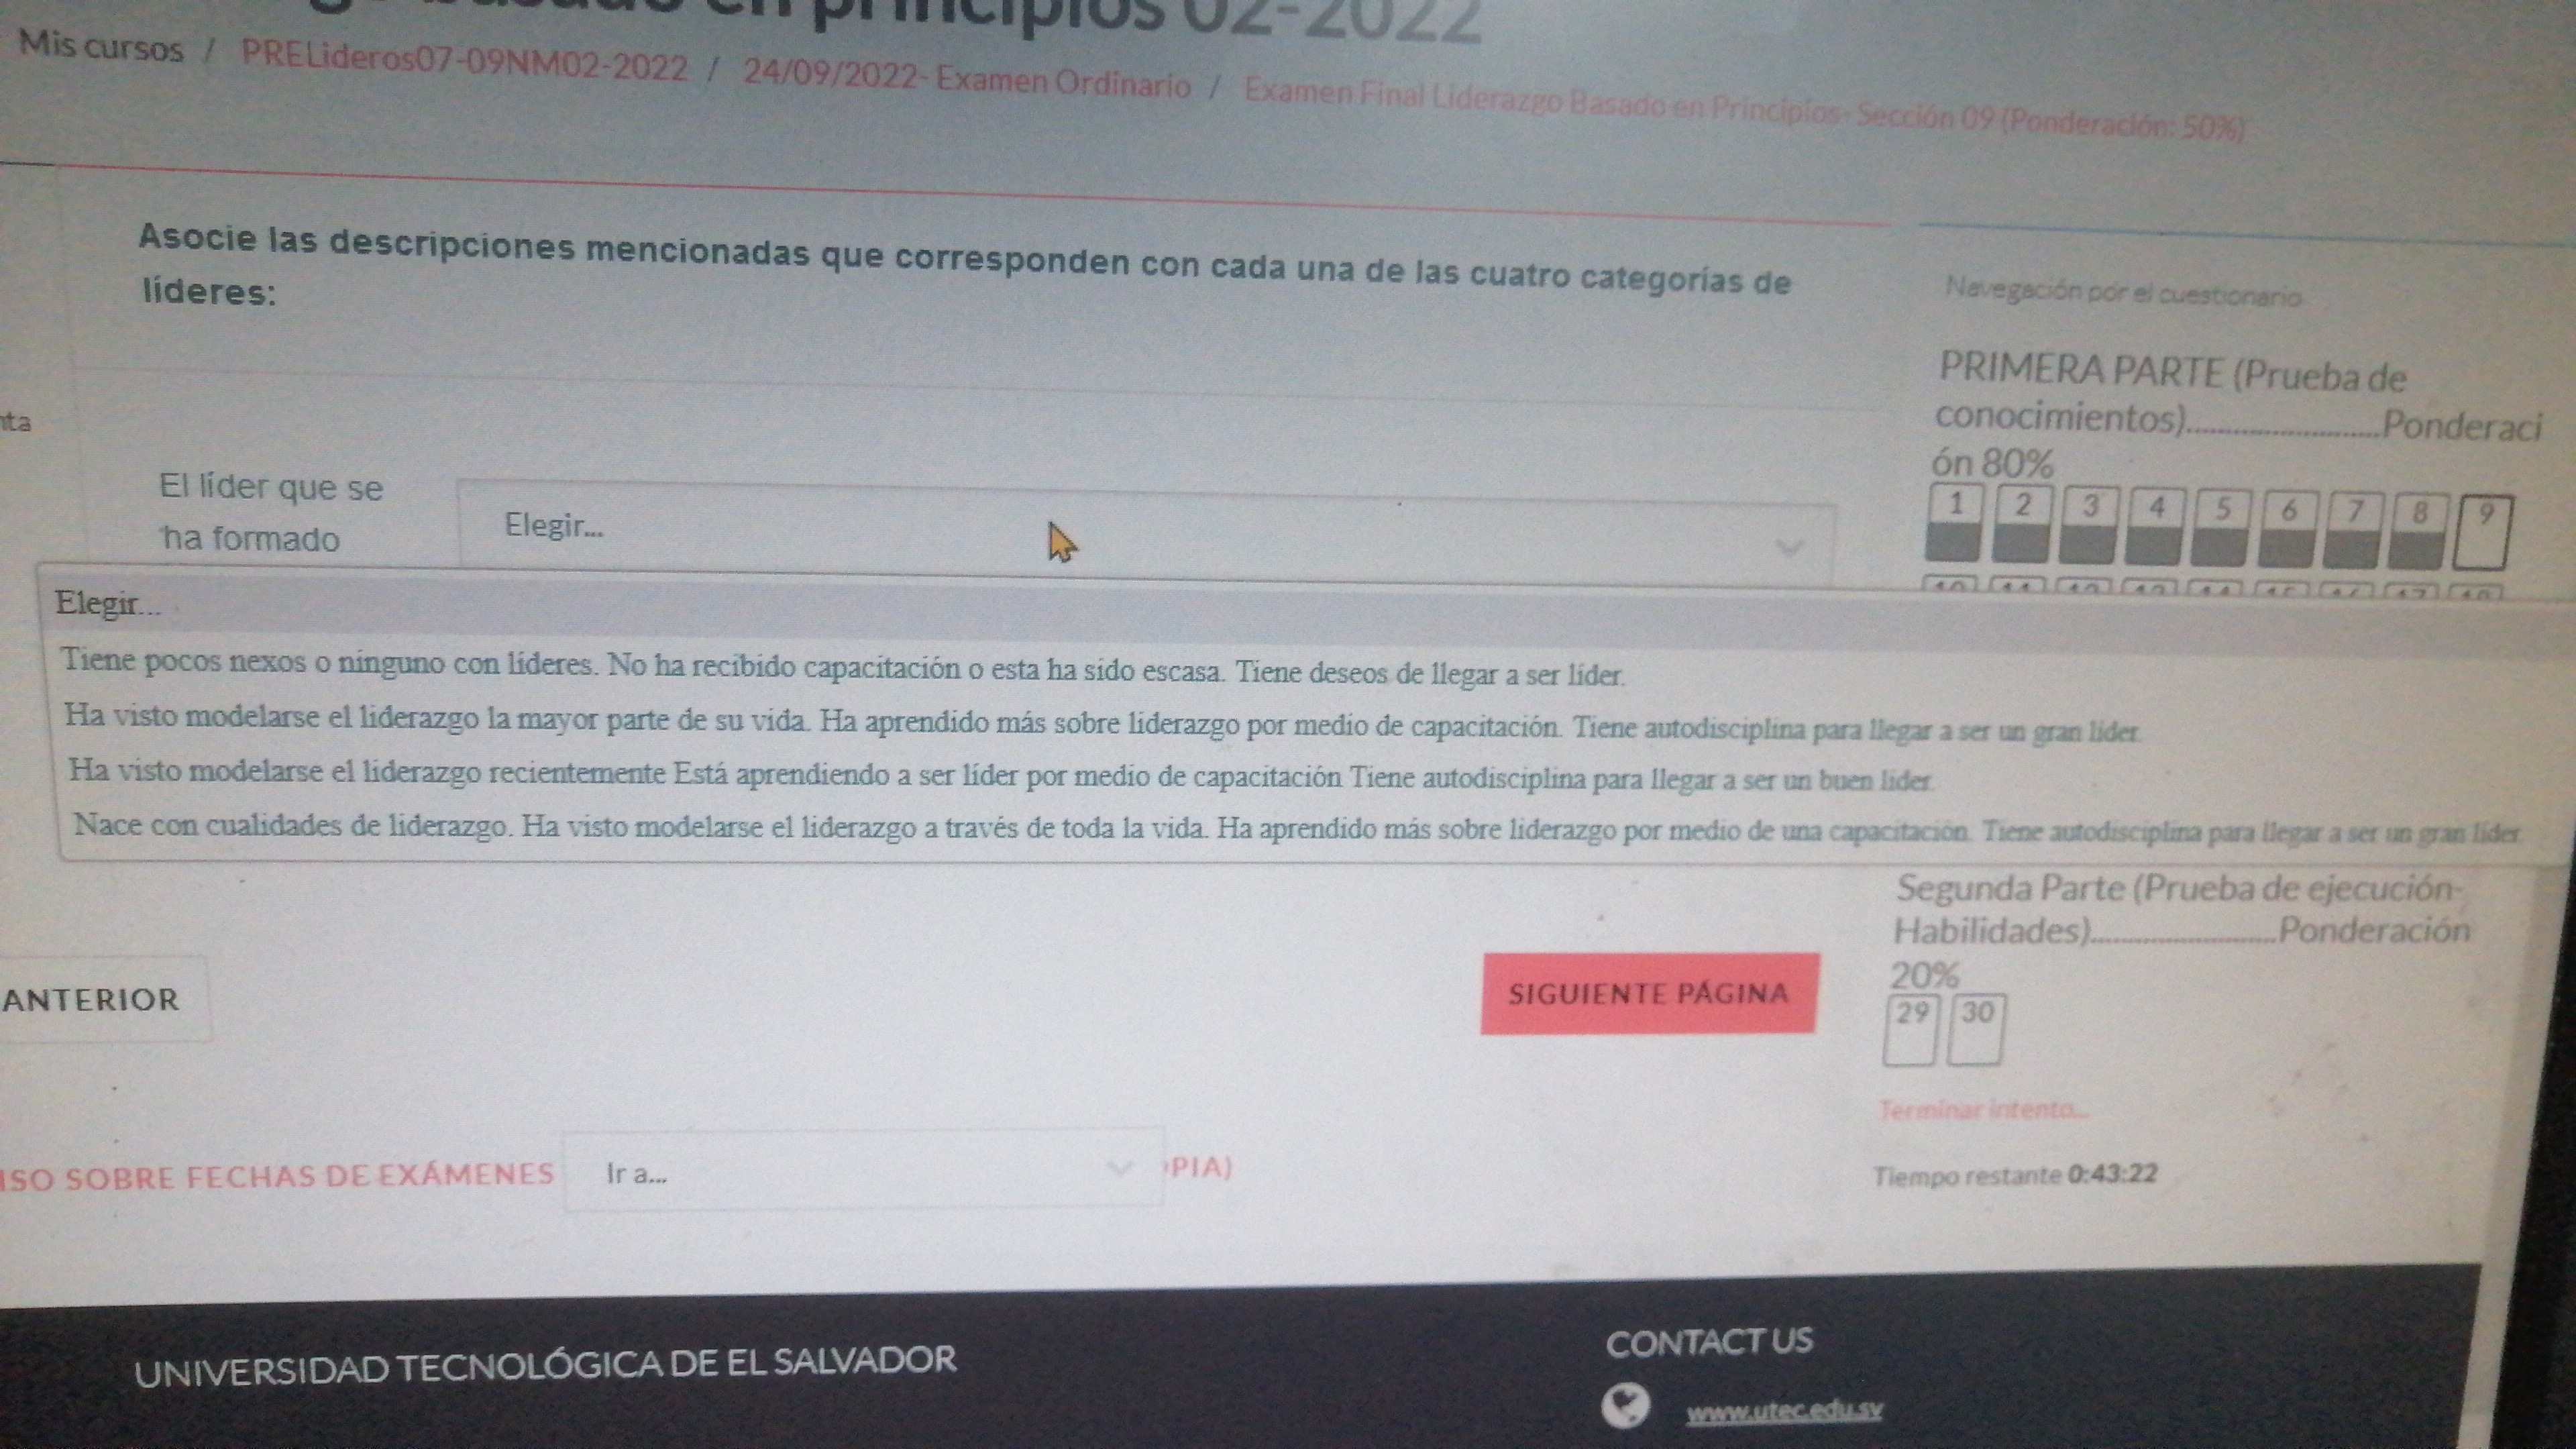 basado en principios 02-2022
Mis cursos / PRELideros07-09NM02-2022 / 24/09/2022- Examen Ordinario / Examen Final Liderazgo Basado en Principios- Sección 09 (Ponderación: 50%)
Asocie las descripciones mencionadas que corresponden con cada una de las cuatro categorías de
líderes:
Navegación por el cuestionario
PRIMERA PARTE (Prueba de
conocimientos)............................Ponderaci
ón 80%
1 2 3 4 5 6 7 8 9
nta
El líder que se
ha formado
Elegir...
Elegir...
Tiene pocos nexos o ninguno con líderes. No ha recibido capacitación o esta ha sido escasa. Tiene deseos de llegar a ser líder.
Ha visto modelarse el liderazgo la mayor parte de su vida. Ha aprendido más sobre liderazgo por medio de capacitación. Tiene autodisciplina para llegar a ser un gran líder.
Ha visto modelarse el liderazgo recientemente Está aprendiendo a ser líder por medio de capacitación Tiene autodisciplina para llegar a ser un buen líder.
Nace con cualidades de liderazgo. Ha visto modelarse el liderazgo a través de toda la vida. Ha aprendido más sobre liderazgo por medio de una capacitación. Tiene autodisciplina para llegar a ser un gran líder.
Segunda Parte (Prueba de ejecución-
Habilidades)............................Ponderación
20%
29 30
ANTERIOR
SIGUIENTE PÁGINA
Terminar intento...
Tiempo restante 0:43:22
ISO SOBRE FECHAS DE EXÁMENES
Ir a...
PIA)
UNIVERSIDAD TECNOLÓGICA DE EL SALVADOR
CONTACT US
www.utec.edu.sv